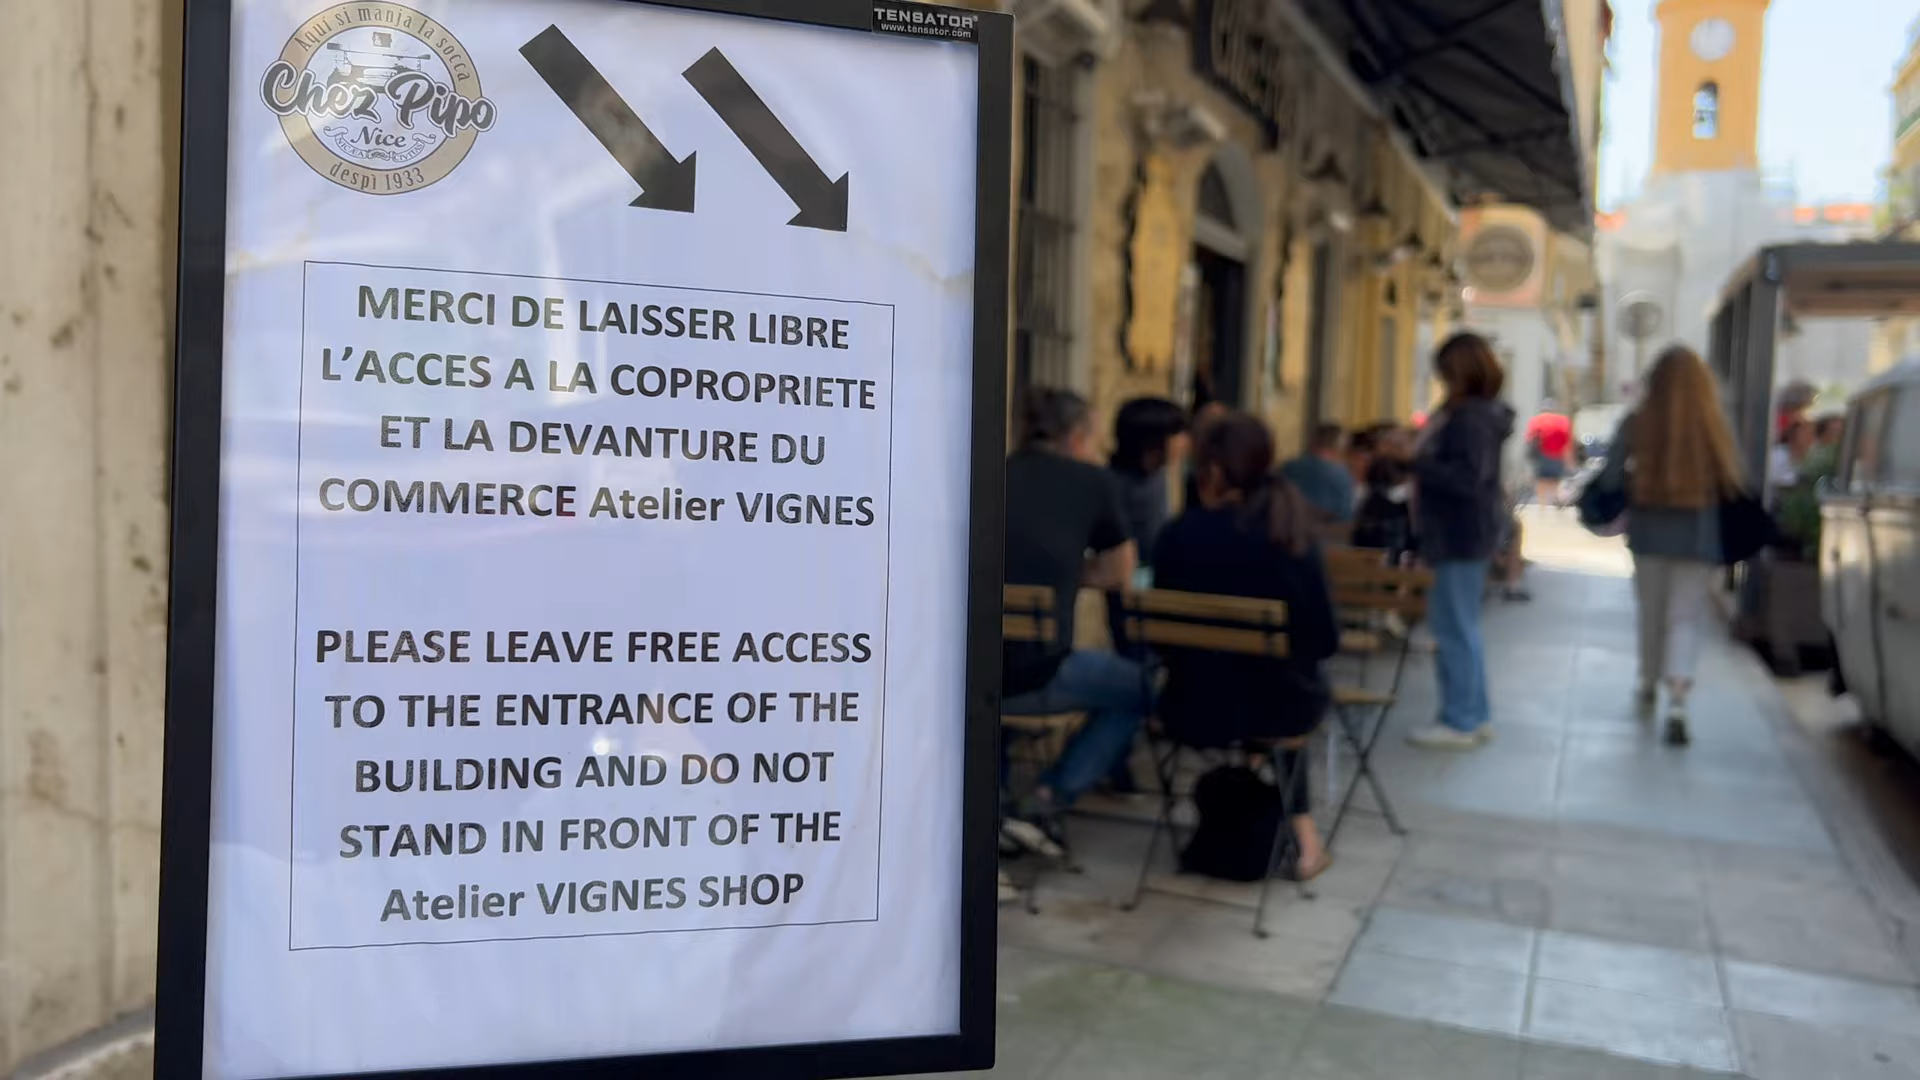 TENSATOR®
www.tensator.com
Aqui si manja la socca
Chez Pipo
Nice
despì 1933
MERCI DE LAISSER LIBRE
L’ACCES A LA COPROPRIETE
ET LA DEVANTURE DU
COMMERCE Atelier VIGNES
PLEASE LEAVE FREE ACCESS
TO THE ENTRANCE OF THE
BUILDING AND DO NOT
STAND IN FRONT OF THE
Atelier VIGNES SHOP